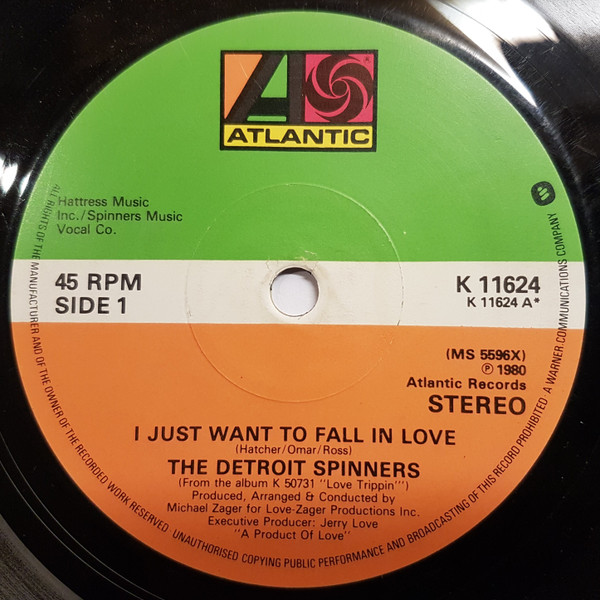 ATLANTIC
Hattress Music
Inc./Spinners Music
Vocal Co.
45 RPM
SIDE 1
K 11624
K 11624 A*
(MS 5596X)
℗ 1980
Atlantic Records
STEREO
I JUST WANT TO FALL IN LOVE
(Hatcher/Omar/Ross)
THE DETROIT SPINNERS
(From the album K 50731 "Love Trippin'")
Produced, Arranged & Conducted by
Michael Zager for Love-Zager Productions Inc.
Executive Producer: Jerry Love
"A Product Of Love"
ALL RIGHTS OF THE MANUFACTURER AND OF THE OWNER OF THE RECORDED WORK RESERVED UNAUTHORISED COPYING PUBLIC PERFORMANCE AND BROADCASTING OF THIS RECORD PROHIBITED A WARNER COMMUNICATIONS COMPANY